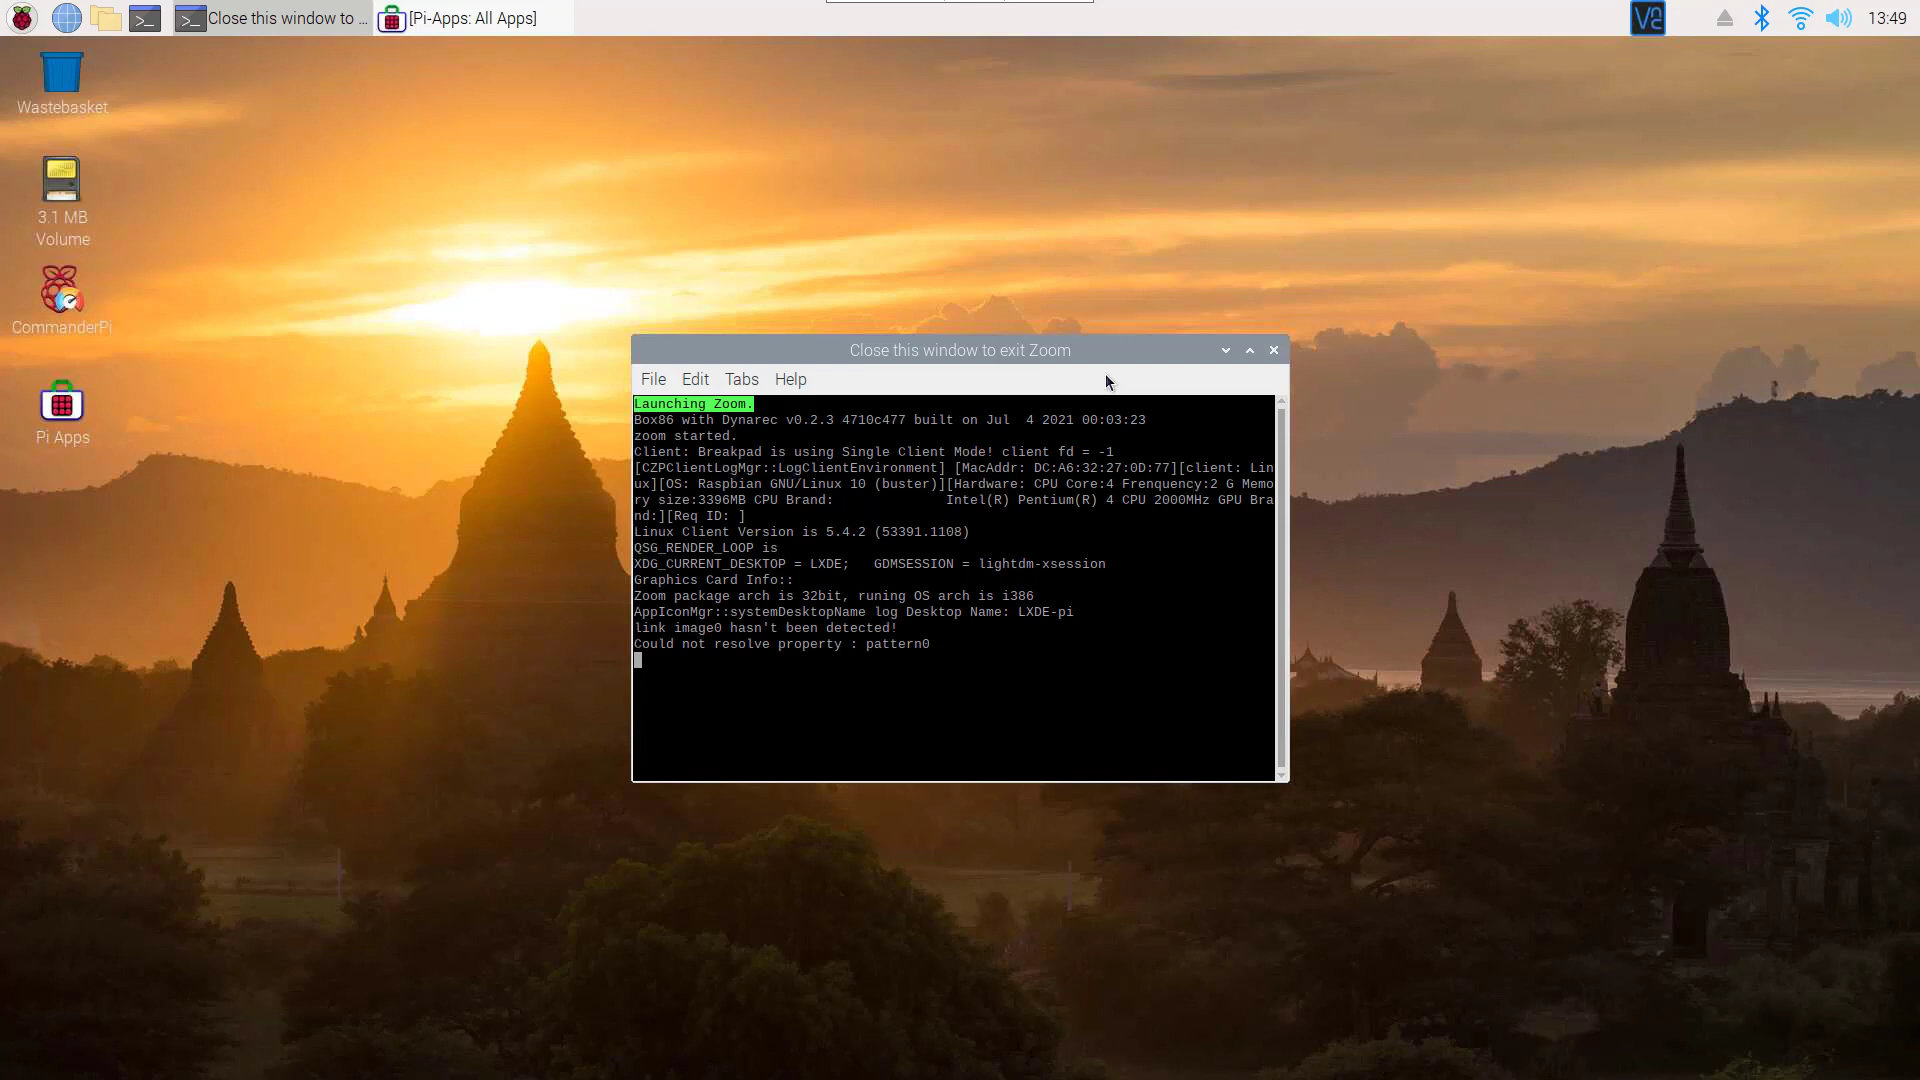 Close this window to ...
[Pi-Apps: All Apps]
13:49
Wastebasket
3.1 MB
Volume
CommanderPi
Pi Apps
Close this window to exit Zoom
File Edit Tabs Help
Launching Zoom.
Box86 with Dynarec v0.2.3 4710c477 built on Jul  4 2021 00:03:23
zoom started.
Client: Breakpad is using Single Client Mode! client fd = -1
[CZPClientLogMgr::LogClientEnvironment] [MacAddr: DC:A6:32:27:0D:77][client: Lin
ux][OS: Raspbian GNU/Linux 10 (buster)][Hardware: CPU Core:4 Frenquency:2 G Memo
ry size:3396MB CPU Brand:              Intel(R) Pentium(R) 4 CPU 2000MHz GPU Bra
nd:][Req ID: ]
Linux Client Version is 5.4.2 (53391.1108)
QSG_RENDER_LOOP is
XDG_CURRENT_DESKTOP = LXDE;   GDMSESSION = lightdm-xsession
Graphics Card Info::
Zoom package arch is 32bit, runing OS arch is i386
AppIconMgr::systemDesktopName log Desktop Name: LXDE-pi
link image0 hasn't been detected!
Could not resolve property : pattern0